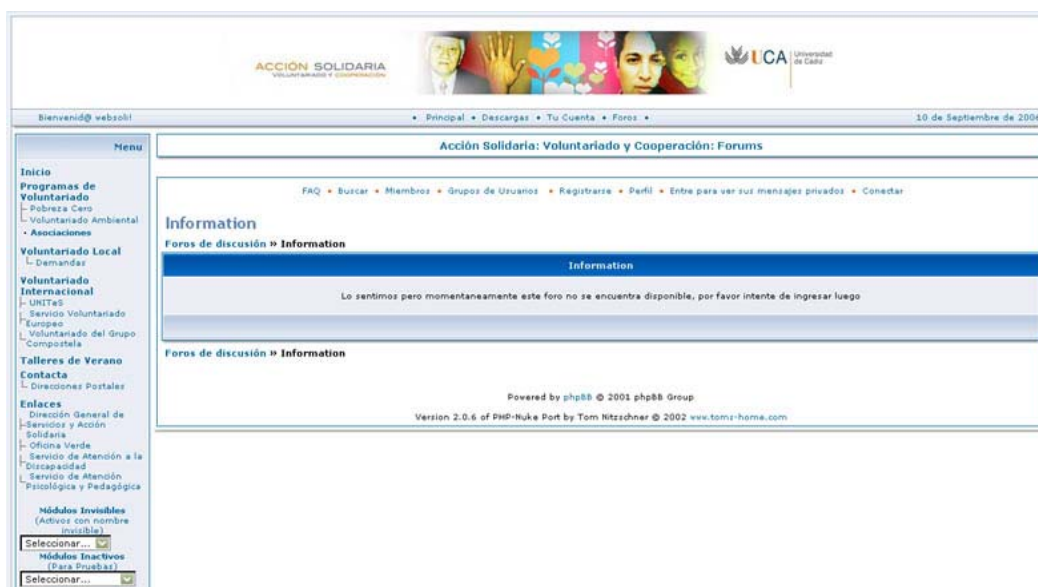 ACCIÓN SOLIDARIA
VOLUNTARIADO Y COOPERACIÓN
UCA Universidad
de Cádiz
Bienvenid@ websoli!
• Principal • Descargas • Tu Cuenta • Foros •
10 de Septiembre de 2006
Menu
Inicio
Programas de
Voluntariado
Pobreza Cero
Voluntariado Ambiental
· Asociaciones
Voluntariado Local
Demandas
Voluntariado
Internacional
UNITeS
Servicio Voluntariado
Europeo
Voluntariado del Grupo
Compostela
Talleres de Verano
Contacta
Direcciones Postales
Enlaces
Dirección General de
Servicios y Acción
Solidaria
Oficina Verde
Servicio de Atención a la
Discapacidad
Servicio de Atención
Psicológica y Pedagógica
Módulos Invisibles
(Activos con nombre
invisible)
Seleccionar...
Módulos Inactivos
(Para Pruebas)
Seleccionar...
Acción Solidaria: Voluntariado y Cooperación: Forums
FAQ • Buscar • Miembros • Grupos de Usuarios • Registrarse • Perfil • Entre para ver sus mensajes privados • Conectar
Information
Foros de discusión » Information
Information
Lo sentimos pero momentaneamente este foro no se encuentra disponible, por favor intente de ingresar luego
Foros de discusión » Information
Powered by phpBB © 2001 phpBB Group
Version 2.0.6 of PHP-Nuke Port by Tom Nitzschner © 2002 www.toms-home.com